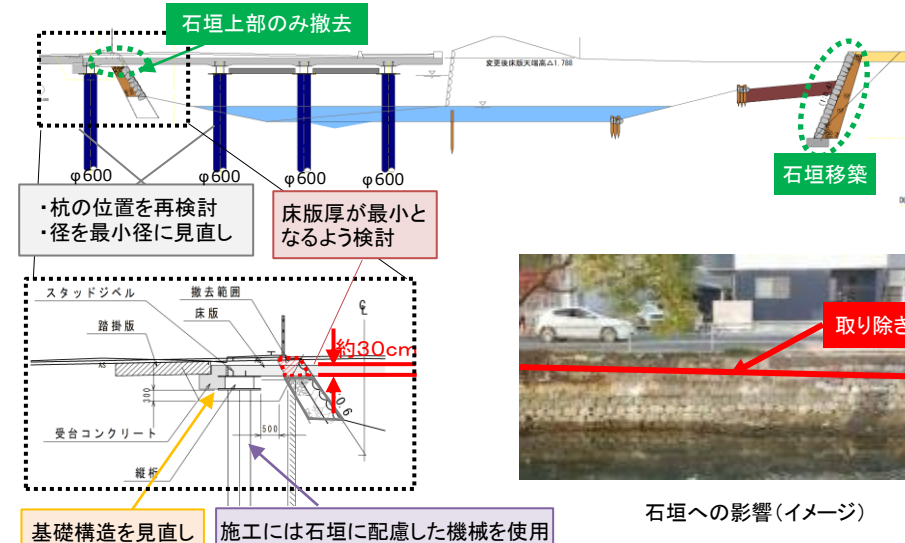 石垣上部のみ撤去
変更後床版天端高△1.788
石垣移築
φ600
φ600
φ600
φ600
・杭の位置を再検討
・径を最小径に見直し
床版厚が最小と
なるよう検討
スタッドジベル
撤去範囲
床版
踏掛版
約30cm
AS
300
0.6
500
受台コンクリート
縦桁
取り除き
基礎構造を見直し
施工には石垣に配慮した機械を使用
石垣への影響(イメージ)